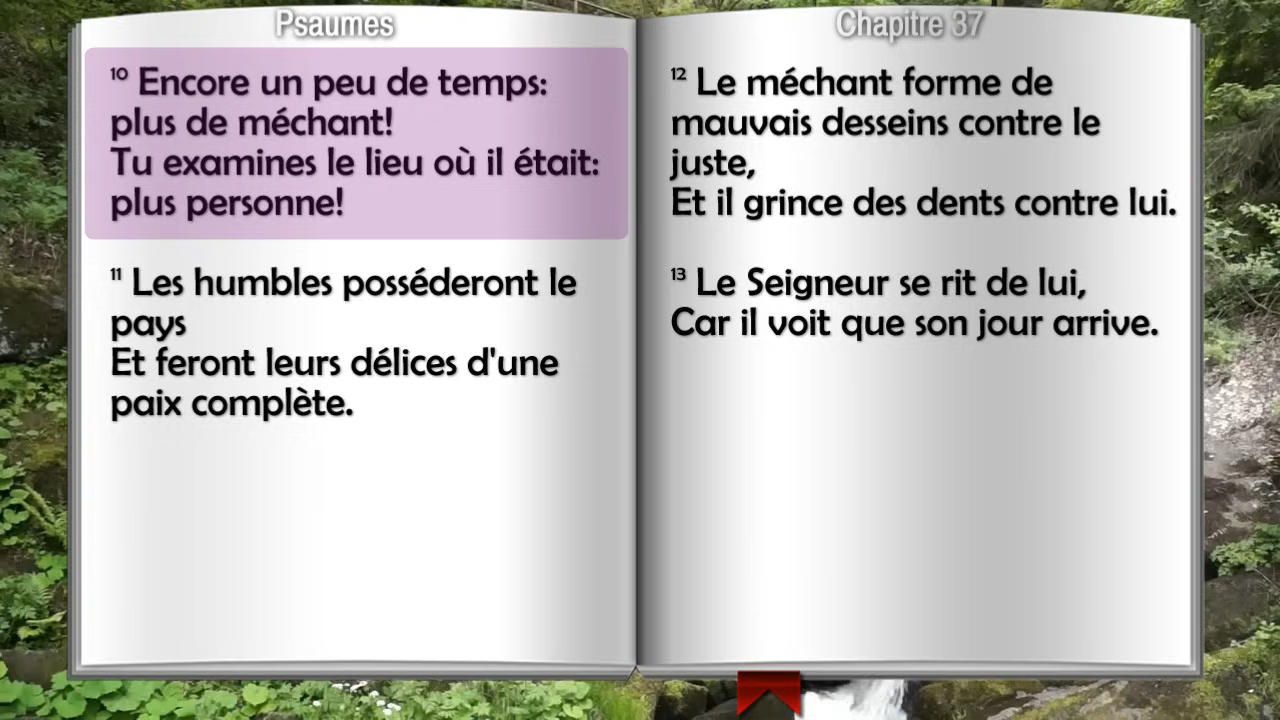 Psaumes
Chapitre 37
10 Encore un peu de temps:
plus de méchant!
Tu examines le lieu où il était:
plus personne!
11 Les humbles posséderont le
pays
Et feront leurs délices d'une
paix complète.
12 Le méchant forme de
mauvais desseins contre le
juste,
Et il grince des dents contre lui.
13 Le Seigneur se rit de lui,
Car il voit que son jour arrive.